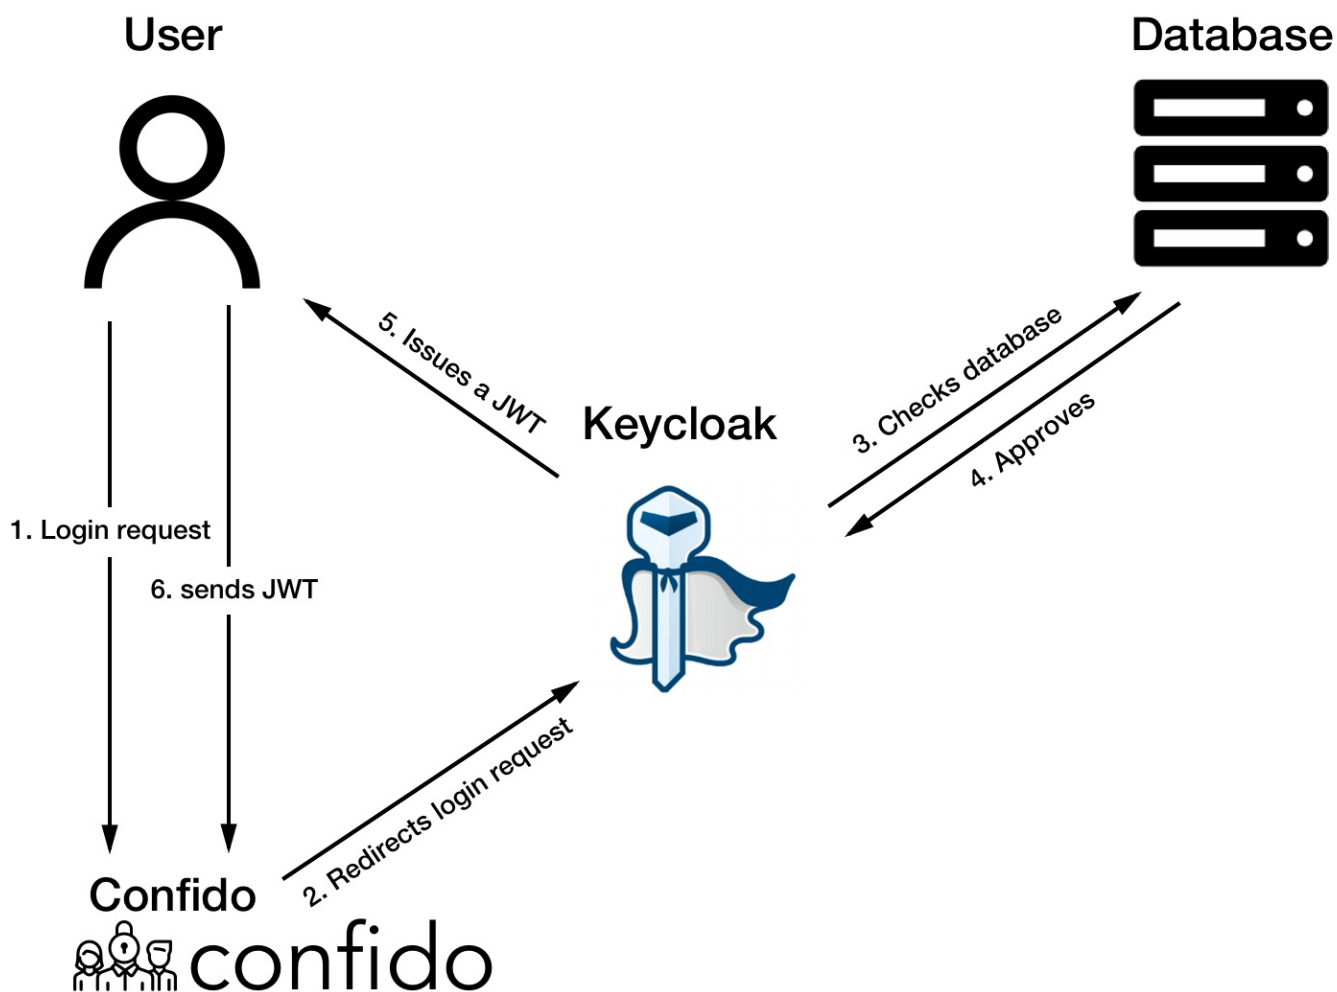 User
Database
5. Issues a JWT
3. Checks database
Keycloak
4. Approves
1. Login request
6. sends JWT
2. Redirects login request
Confido
confido